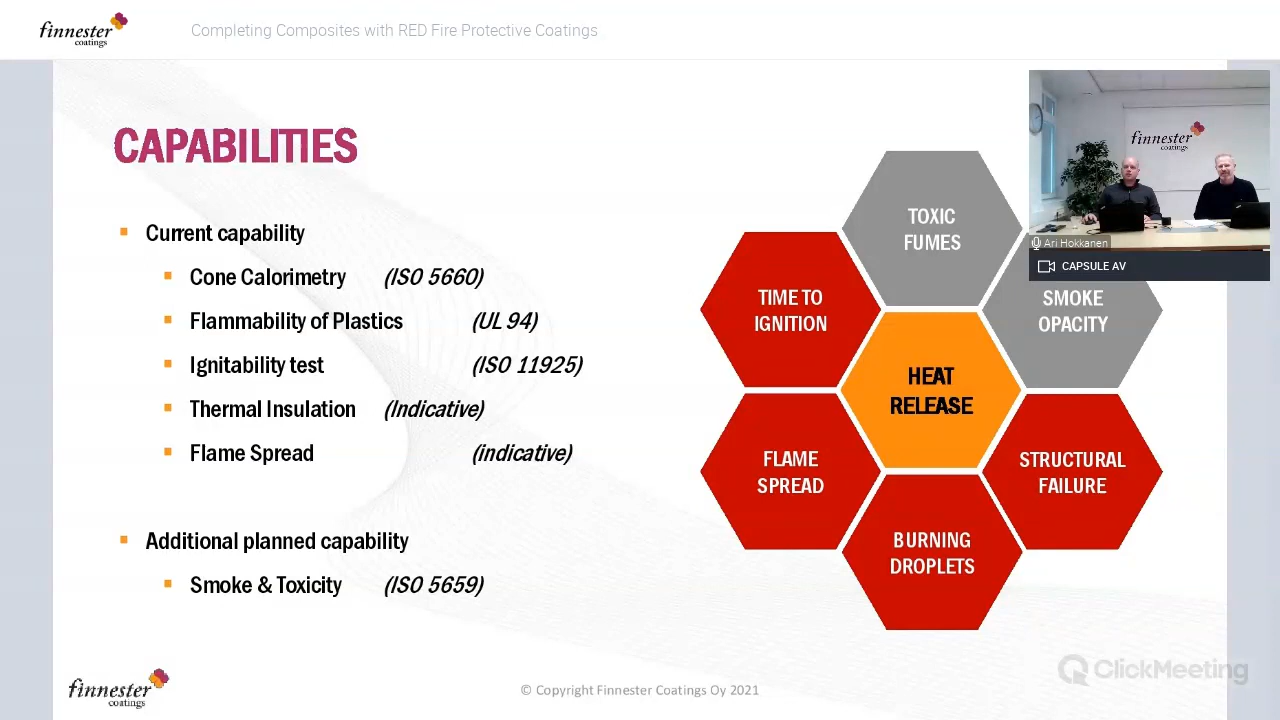 finnester
coatings
Completing Composites with RED Fire Protective Coatings
CAPABILITIES
Current capability
Cone Calorimetry (ISO 5660)
Flammability of Plastics (UL 94)
Ignitability test (ISO 11925)
Thermal Insulation (Indicative)
Flame Spread (indicative)
Additional planned capability
Smoke & Toxicity (ISO 5659)
TOXIC
FUMES
TIME TO
IGNITION
SMOKE
OPACITY
HEAT
RELEASE
FLAME
SPREAD
STRUCTURAL
FAILURE
BURNING
DROPLETS
finnester
coatings
Ari Hokkanen
CAPSULE AV
finnester
coatings
© Copyright Finnester Coatings Oy 2021
ClickMeeting